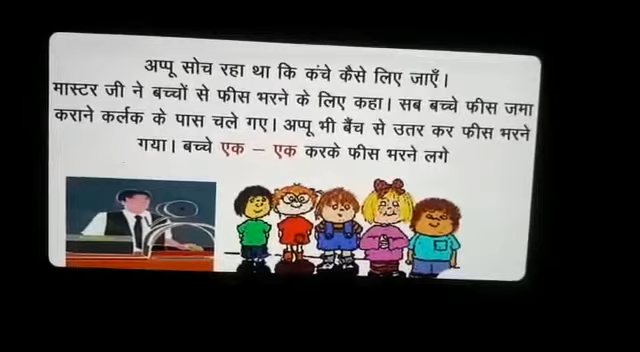 अप्पू सोच रहा था कि कंचे कैसे लिए जाएँ।
मास्टर जी ने बच्चों से फीस भरने के लिए कहा। सब बच्चे फीस जमा
कराने कर्लक के पास चले गए। अप्पू भी बैंच से उतर कर फीस भरने
गया। बच्चे एक – एक करके फीस भरने लगे